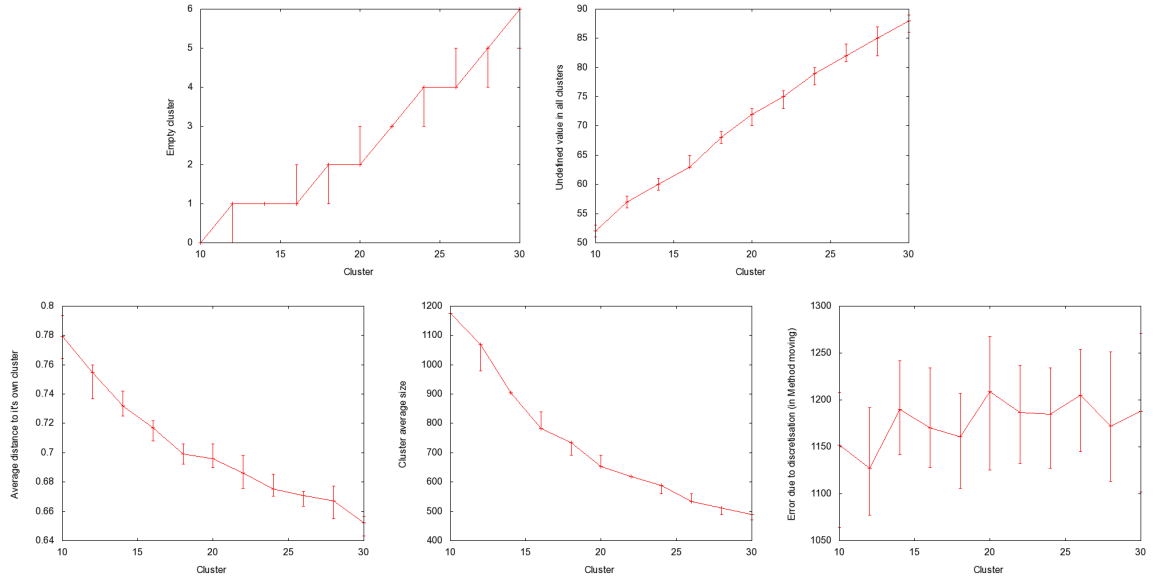 6
5
4
3
2
1
0
Empty cluster
10 15 20 25 30
Cluster
90
85
80
75
70
65
60
55
50
Undefined value in all clusters
10 15 20 25 30
Cluster
0.8
0.78
0.76
0.74
0.72
0.7
0.68
0.66
0.64
Average distance to it's own cluster
10 15 20 25 30
Cluster
1200
1100
1000
900
800
700
600
500
400
Cluster average size
10 15 20 25 30
Cluster
1300
1250
1200
1150
1100
1050
Error due to discretisation (in Method moving)
10 15 20 25 30
Cluster